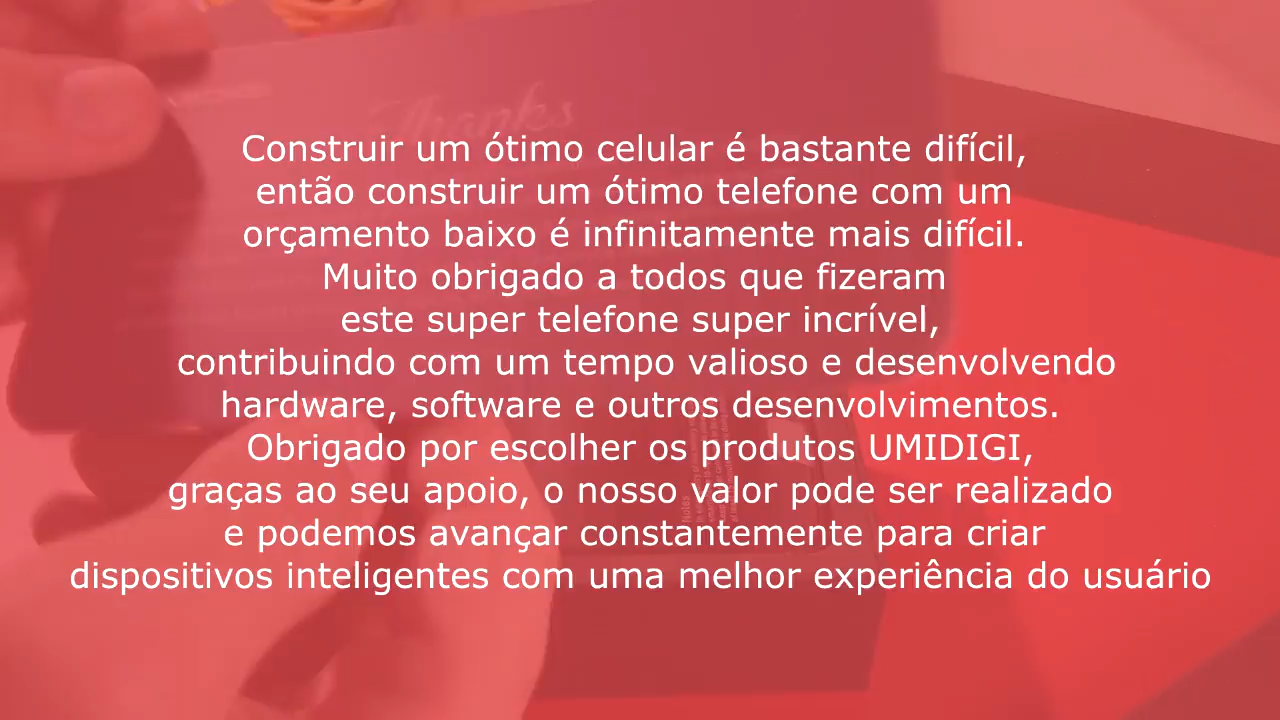 Thanks
Construir um ótimo celular é bastante difícil,
então construir um ótimo telefone com um
orçamento baixo é infinitamente mais difícil.
Muito obrigado a todos que fizeram
este super telefone super incrível,
contribuindo com um tempo valioso e desenvolvendo
hardware, software e outros desenvolvimentos.
Obrigado por escolher os produtos UMIDIGI,
graças ao seu apoio, o nosso valor pode ser realizado
e podemos avançar constantemente para criar
dispositivos inteligentes com uma melhor experiência do usuário
Notes